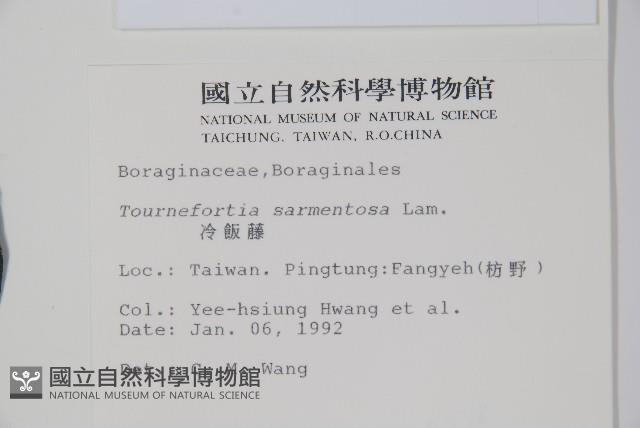 國立自然科學博物館
NATIONAL MUSEUM OF NATURAL SCIENCE
TAICHUNG, TAIWAN, R.O.CHINA
Boraginaceae,Boraginales
Tournefortia sarmentosa Lam.
冷飯藤
Loc.: Taiwan. Pingtung:Fangyeh(枋野)
Col.: Yee-hsiung Hwang et al.
Date: Jan. 06, 1992
Det.: C. M. Wang
國立自然科學博物館
NATIONAL MUSEUM OF NATURAL SCIENCE